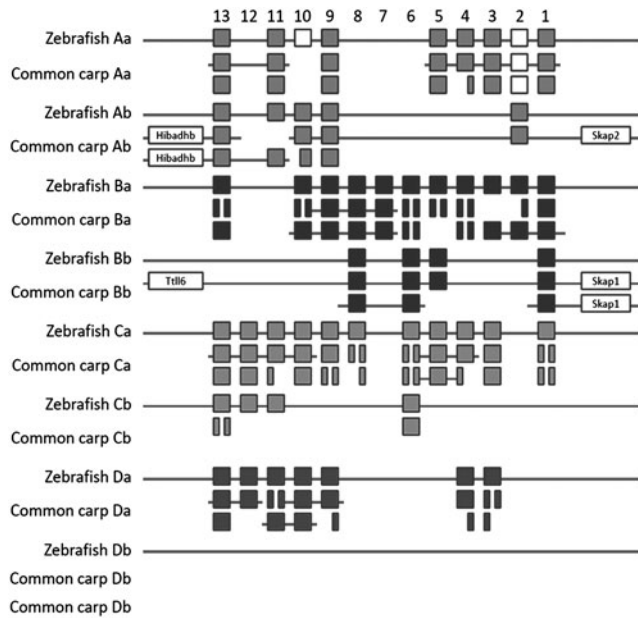 13 12 11 10 9 8 7 6 5 4 3 2 1
Zebrafish Aa
Common carp Aa
Zebrafish Ab
Hibadhb Skap2
Common carp Ab
Hibadhb
Zebrafish Ba
Common carp Ba
Zebrafish Bb
Ttll6 Skap1
Common carp Bb
Skap1
Zebrafish Ca
Common carp Ca
Zebrafish Cb
Common carp Cb
Zebrafish Da
Common carp Da
Zebrafish Db
Common carp Db
Common carp Db